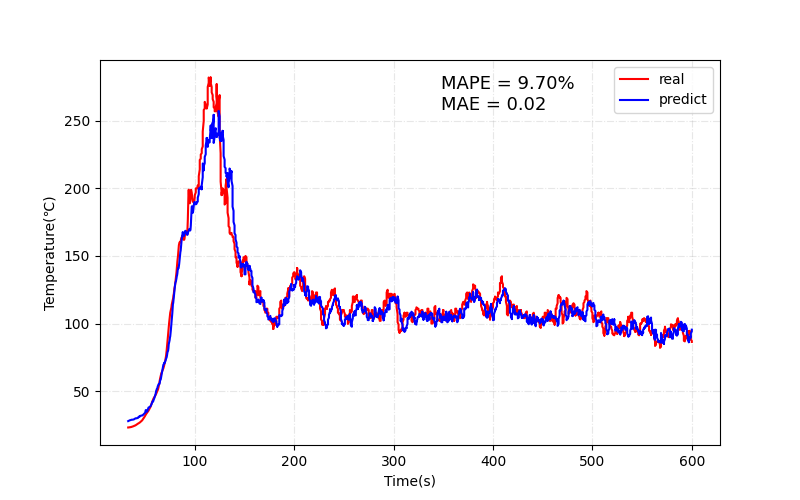 MAPE = 9.70%
MAE = 0.02
real
predict
Temperature(℃)
250
200
150
100
50
100
200
300
400
500
600
Time(s)